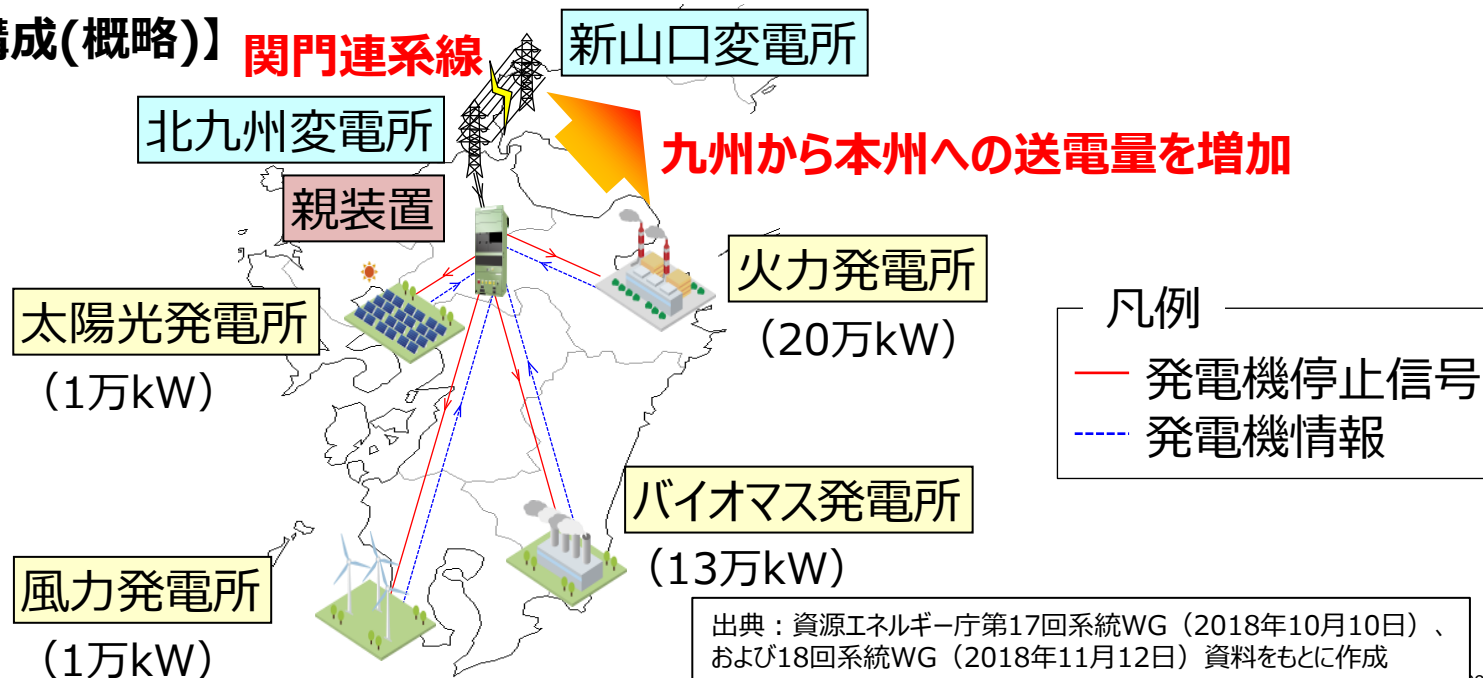 成(概略)】
関門連系線
新山口変電所
北九州変電所
九州から本州への送電量を増加
親装置
火力発電所
(20万kW)
太陽光発電所
(1万kW)
凡例
発電機停止信号
発電機情報
バイオマス発電所
(13万kW)
風力発電所
(1万kW)
出典：資源エネルギー庁第17回系統WG（2018年10月10日）、
および18回系統WG（2018年11月12日）資料をもとに作成